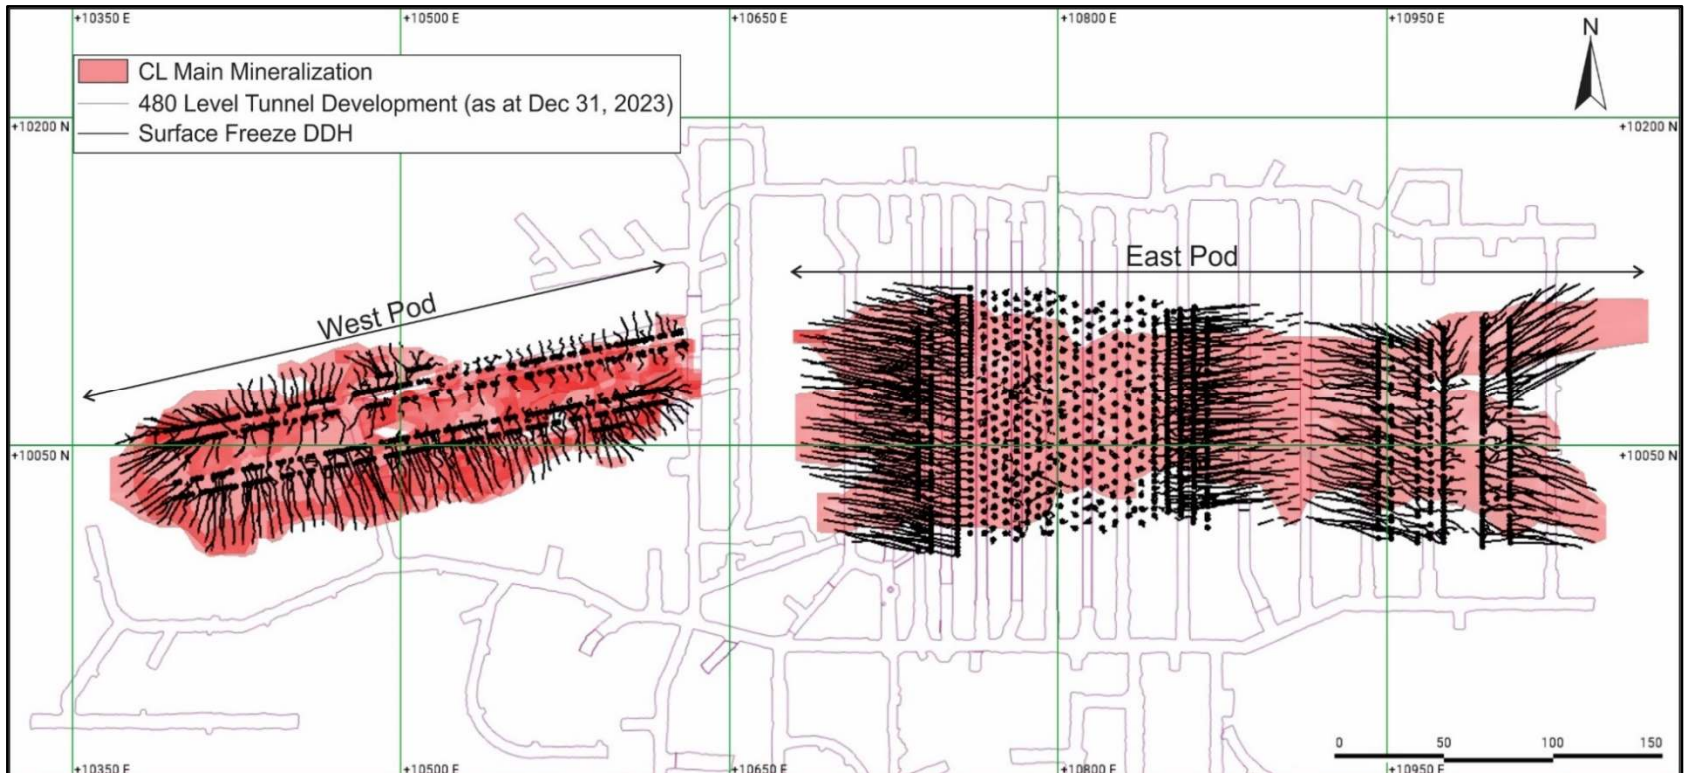 +10350 E
+10500 E
+10650 E
+10800 E
+10950 E
N
CL Main Mineralization
480 Level Tunnel Development (as at Dec 31, 2023)
Surface Freeze DDH
+10200 N
+10200 N
East Pod
West Pod
+10050 N
+10050 N
0 50 100 150
+10350 E
+10500 E
+10650 E
+10800 E
+10950 E